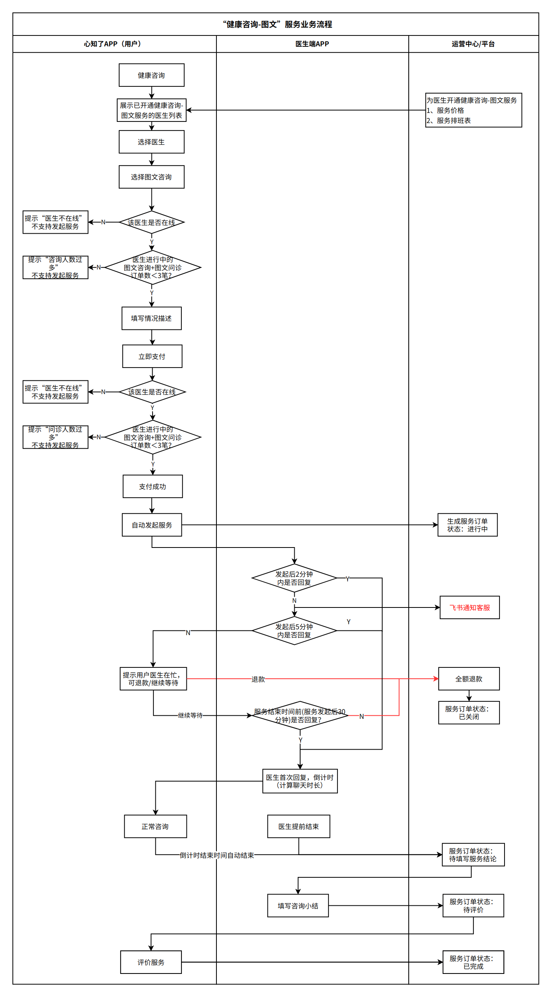 “健康咨询-图文”服务业务流程
心知了APP（用户）
医生端APP
运营中心/平台
健康咨询
展示已开通健康咨询-
图文服务的医生列表
为医生开通健康咨询-图文服务
1、服务价格
2、服务排班表
选择医生
选择图文咨询
该医生是否在线
N
提示“医生不在线”
不支持发起服务
Y
医生进行中的
图文咨询+图文问诊
订单数＜3笔？
N
提示“咨询人数过
多”
不支持发起服务
Y
填写情况描述
立即支付
该医生是否在线
N
提示“医生不在线”
不支持发起服务
Y
医生进行中的
图文咨询+图文问诊
订单数＜3笔？
N
提示“问诊人数过
多”
不支持发起服务
Y
支付成功
自动发起服务
生成服务订单
状态：进行中
发起后2分钟
内是否回复
Y
N
飞书通知客服
发起后5分钟
内是否回复
Y
N
提示用户医生在忙，
可退款/继续等待
退款
全额退款
服务订单状态：
已关闭
继续等待
服务结束时间前(服务发起后30
分钟)是否回复？
N
Y
医生首次回复，倒计时
（计算聊天时长）
正常咨询
医生提前结束
倒计时结束时间自动结束
服务订单状态：
待填写服务结论
填写咨询小结
服务订单状态：
待评价
评价服务
服务订单状态：
已完成